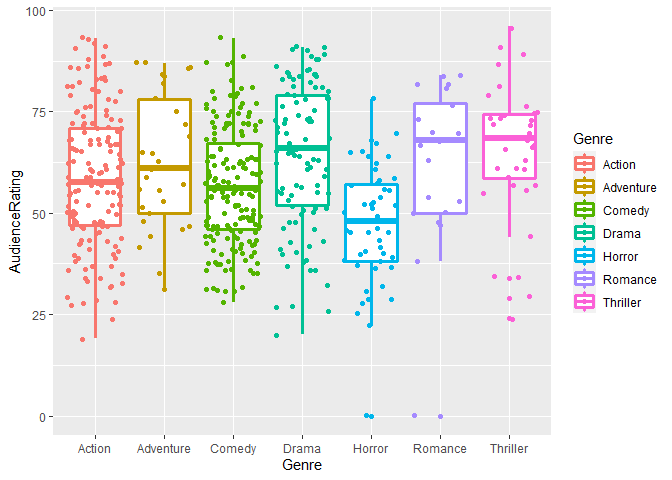 100
75
50
25
0
AudienceRating
Action Adventure Comedy Drama Horror Romance Thriller
Genre
Genre
Action
Adventure
Comedy
Drama
Horror
Romance
Thriller